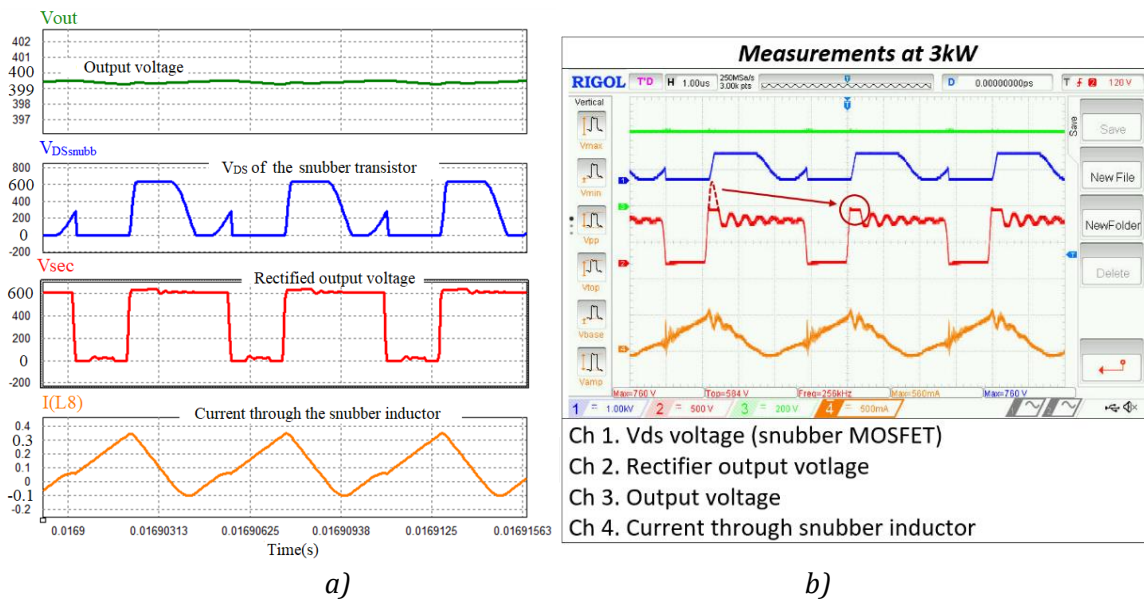 Vout
402
401
400
399
398
397
Output voltage
VDSsnubb
800
600
400
200
0
-200
VDS of the snubber transistor
Vsec
600
400
200
0
-200
Rectified output voltage
I(L8)
0.4
0.3
0.2
0.1
0
-0.1
-0.2
Current through the snubber inductor
0.0169 0.01690313 0.01690625 0.01690938 0.0169125 0.01691563
Time(s)
a)
Measurements at 3kW
RIGOL T'D H 1.00us 250MSa/s 3.00k pts D 0.00000000ps T 2 120 V
Vertical
Vmax
Vmin
Vpp
Vtop
Vbase
Vamp
Save
Save
New File
NewFolder
Delete
Max=760 V Top=584 V Freq=256kHz Max=560mA Max=760 V
1 = 1.00kV 2 = 500 V 3 = 200 V 4 = 500mA
Ch 1. Vds voltage (snubber MOSFET)
Ch 2. Rectifier output votlage
Ch 3. Output voltage
Ch 4. Current through snubber inductor
b)